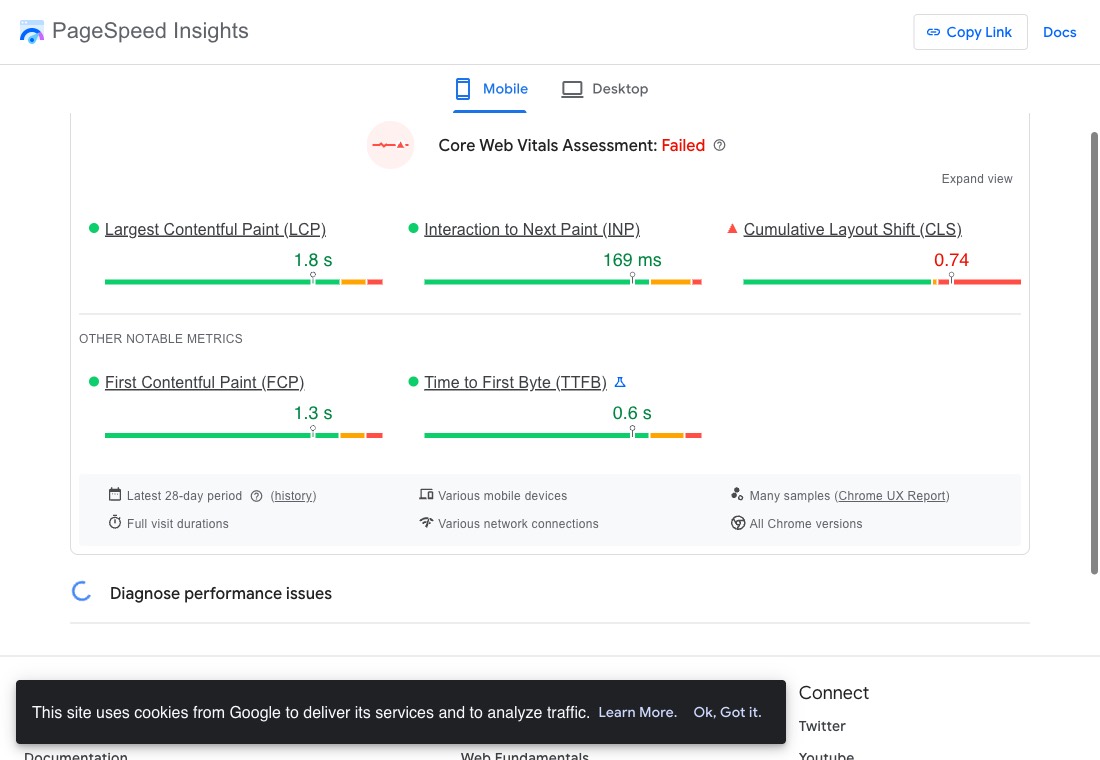 PageSpeed Insights
Copy Link
Docs
Mobile
Desktop
Core Web Vitals Assessment: Failed
Expand view
Largest Contentful Paint (LCP)
1.8 s
Interaction to Next Paint (INP)
169 ms
Cumulative Layout Shift (CLS)
0.74
OTHER NOTABLE METRICS
First Contentful Paint (FCP)
1.3 s
Time to First Byte (TTFB)
0.6 s
Latest 28-day period (history)
Various mobile devices
Many samples (Chrome UX Report)
Full visit durations
Various network connections
All Chrome versions
Diagnose performance issues
This site uses cookies from Google to deliver its services and to analyze traffic. Learn More. Ok, Got it.
Connect
Twitter
Documentation
Web Fundamentals
Youtube